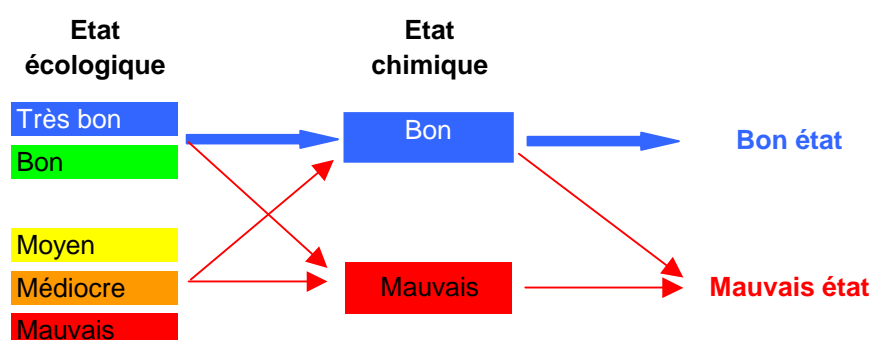 Etat
écologique
Etat
chimique
Très bon
Bon
Moyen
Médiocre
Mauvais
Bon
Mauvais
Bon état
Mauvais état